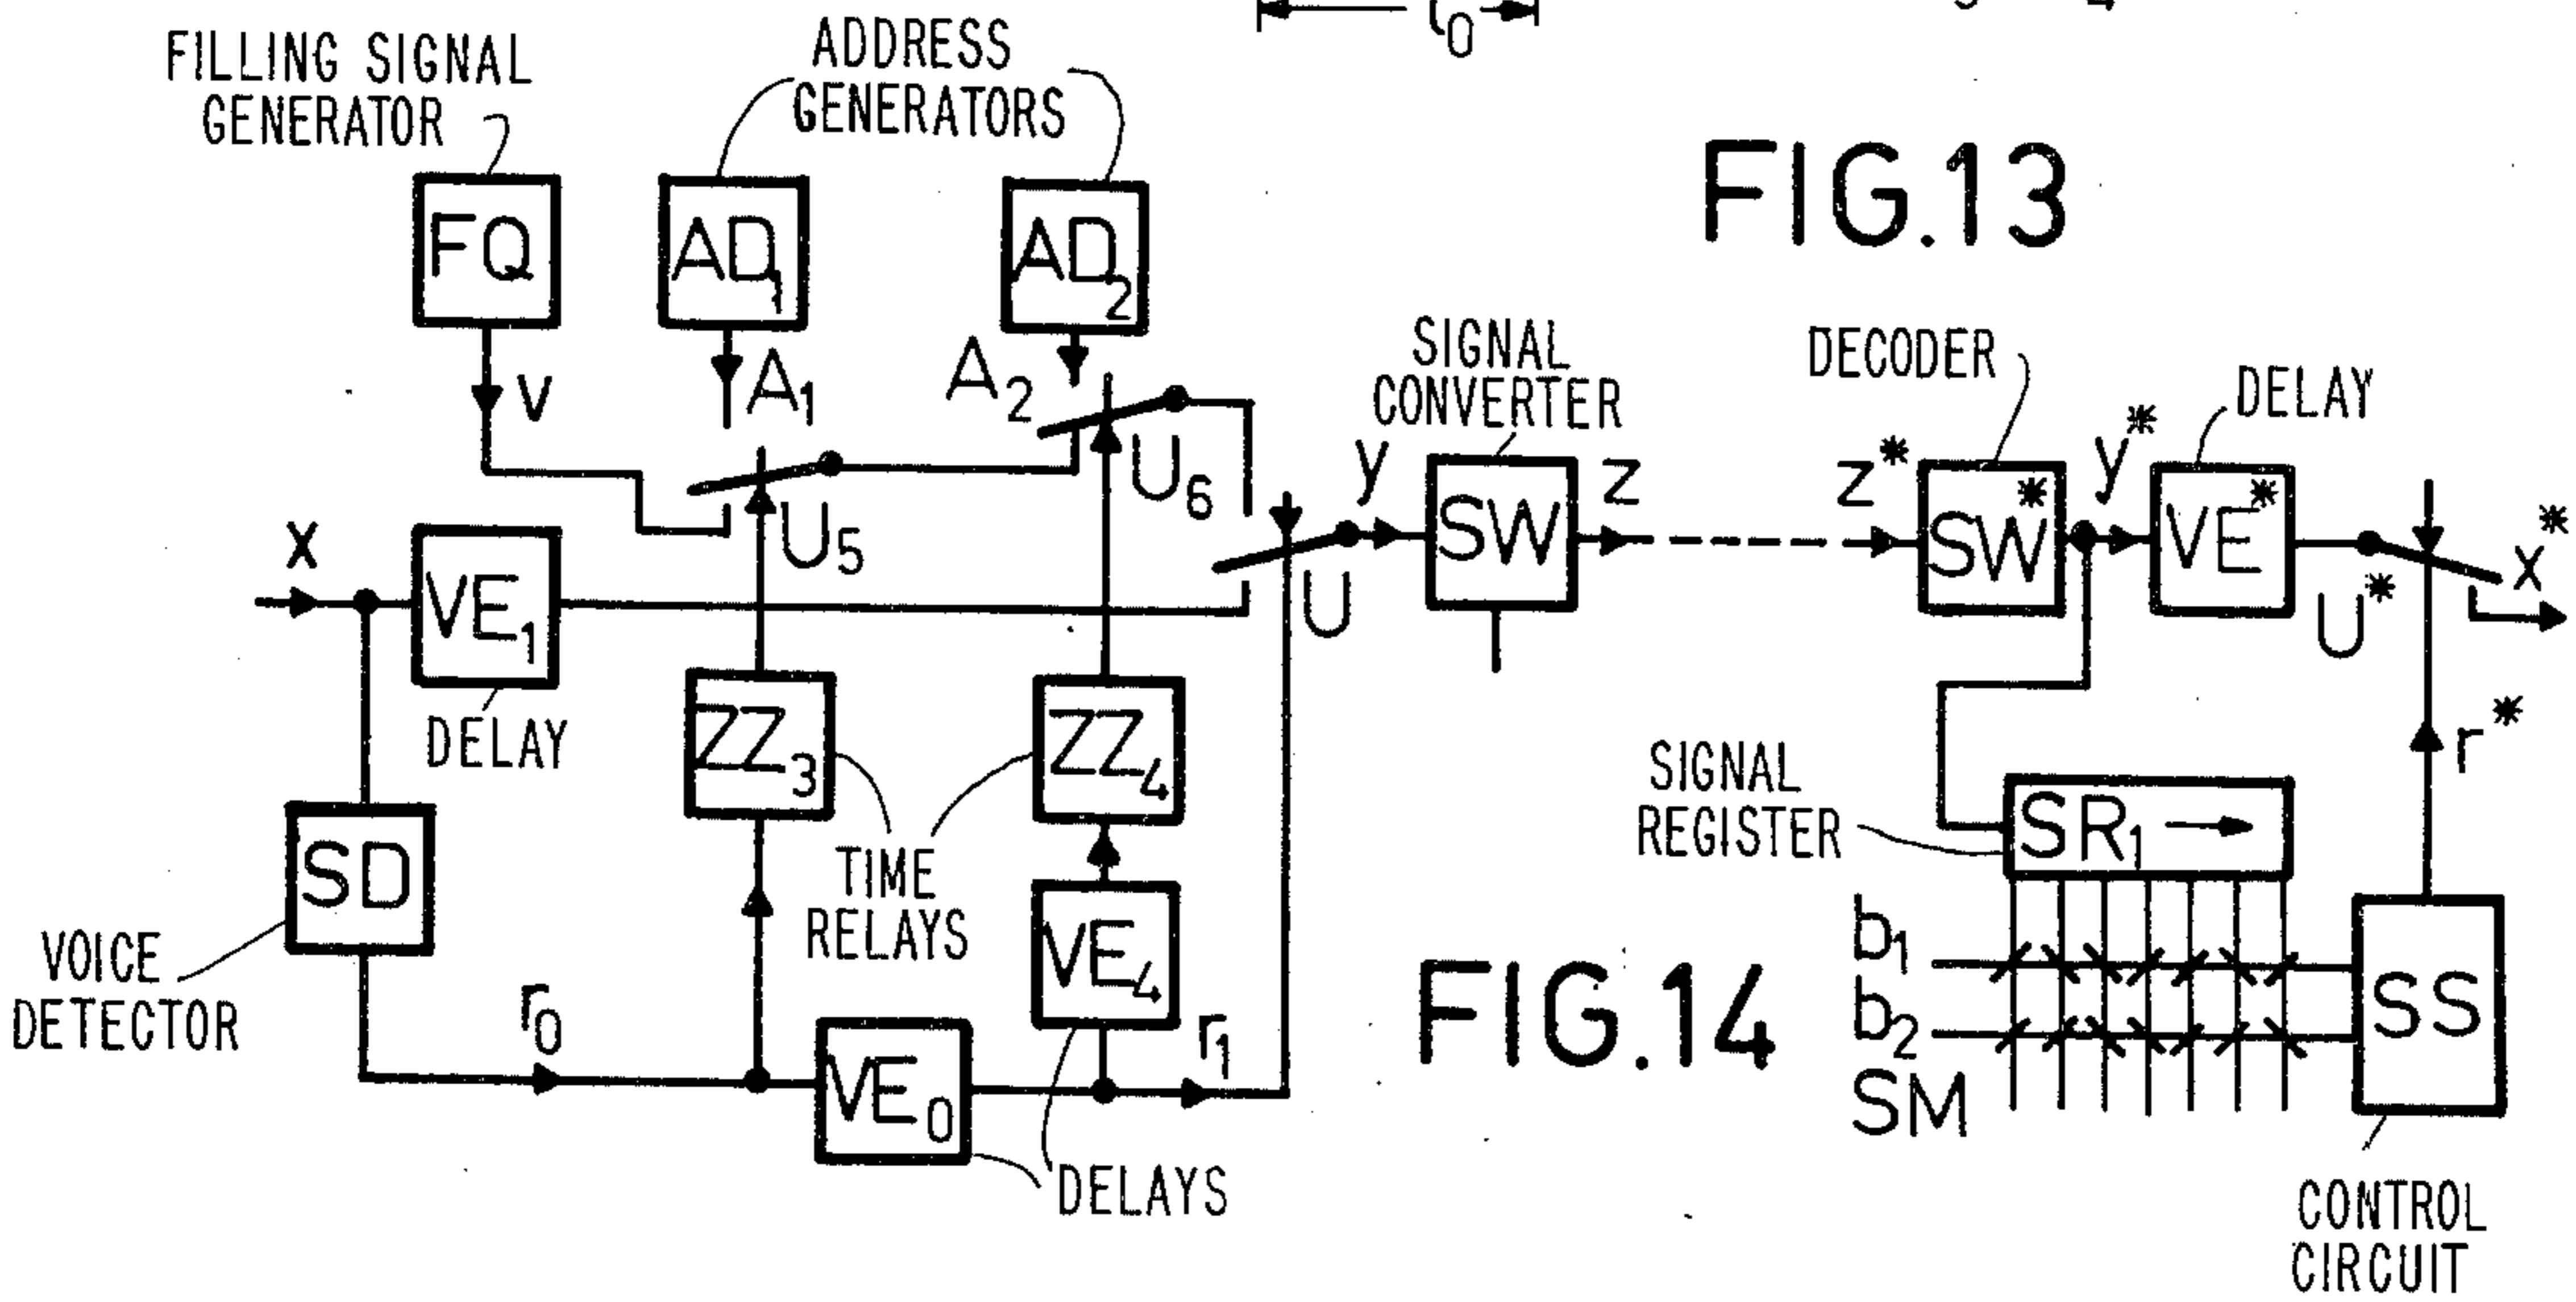 t0
FILLING SIGNAL
GENERATOR
ADDRESS
GENERATORS
FIG.13
FQ
AD1
AD2
v
A1
A2
U5
U6
SIGNAL
CONVERTER
DECODER
DELAY
x
VE1
DELAY
U
y
SW
z
z*
SW*
y*
VE*
U*
x*
r*
ZZ3
ZZ4
TIME
RELAYS
SD
VOICE
DETECTOR
r0
VE0
VE4
r1
DELAYS
SIGNAL
REGISTER
SR1
FIG.14
b1
b2
SM
SS
CONTROL
CIRCUIT